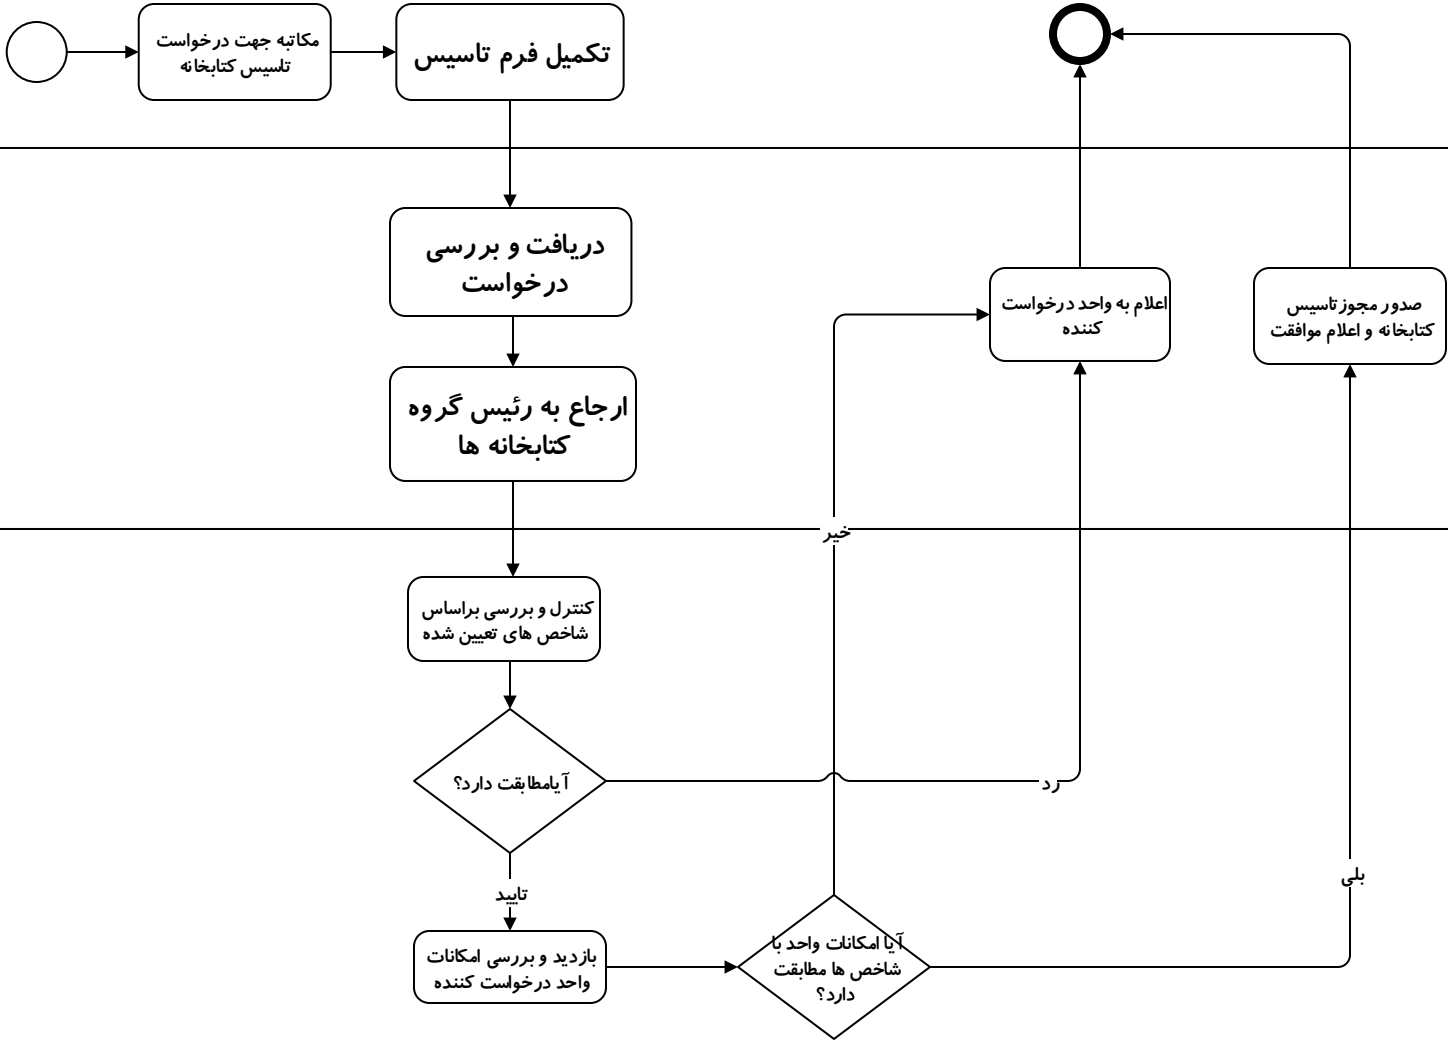 مکاتبه جهت درخواست
تاسیس کتابخانه
تکمیل فرم تاسیس
دریافت و بررسی
درخواست
ارجاع به رئیس گروه
کتابخانه ها
اعلام به واحد درخواست
کننده
صدور مجوزتاسیس
کتابخانه و اعلام موافقت
خیر
کنترل و بررسی براساس
شاخص های تعیین شده
آیامطابقت دارد؟
رد
تایید
بلی
بازدید و بررسی امکانات
واحد درخواست کننده
آیا امکانات واحد با
شاخص ها مطابقت
دارد؟